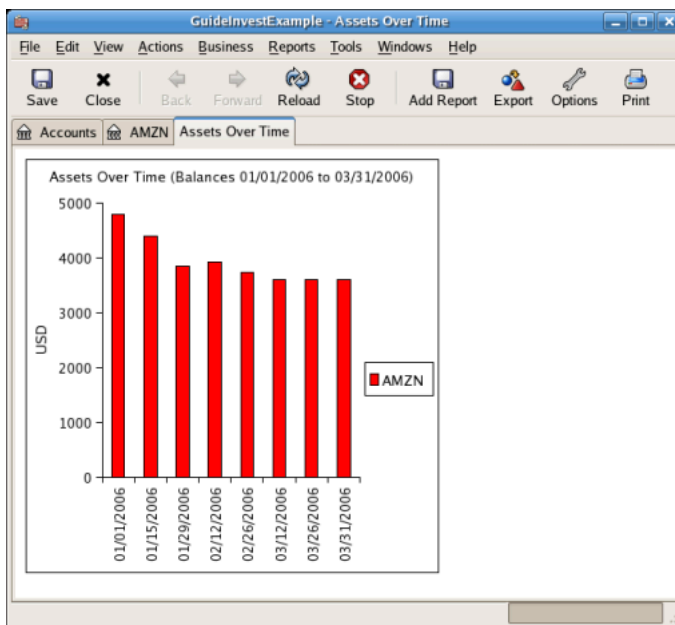 GuideInvestExample - Assets Over Time
File Edit View Actions Business Reports Tools Windows Help
Save Close Back Forward Reload Stop Add Report Export Options Print
Accounts AMZN Assets Over Time
Assets Over Time (Balances 01/01/2006 to 03/31/2006)
5000
4000
3000
2000
1000
0
USD
AMZN
01/01/2006
01/15/2006
01/29/2006
02/12/2006
02/26/2006
03/12/2006
03/26/2006
03/31/2006